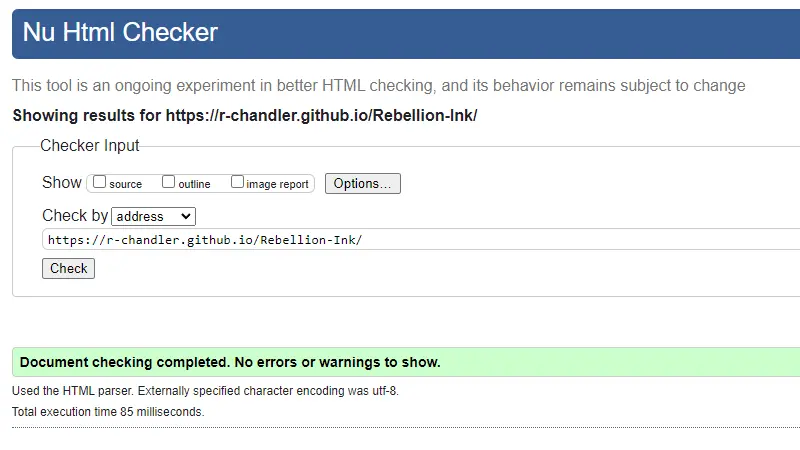 Nu Html Checker
This tool is an ongoing experiment in better HTML checking, and its behavior remains subject to change
Showing results for https://r-chandler.github.io/Rebellion-Ink/
Checker Input
Show source outline image report Options...
Check by address
https://r-chandler.github.io/Rebellion-Ink/
Check
Document checking completed. No errors or warnings to show.
Used the HTML parser. Externally specified character encoding was utf-8.
Total execution time 85 milliseconds.